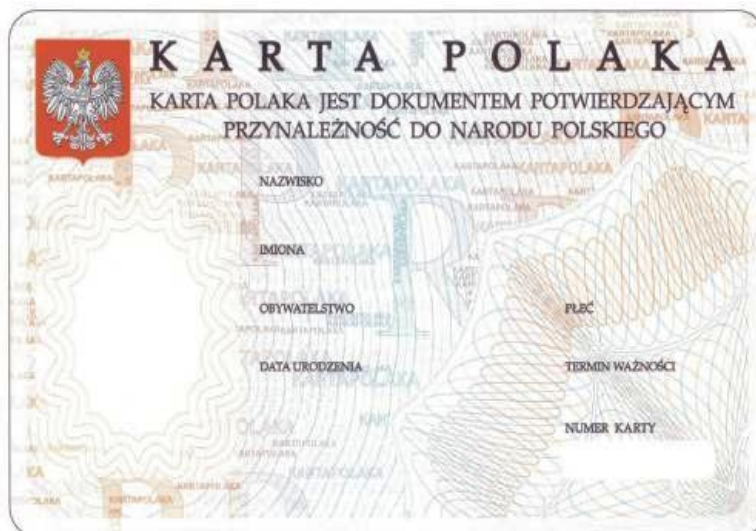 KARTA POLAKA
KARTA POLAKA JEST DOKUMENTEM POTWIERDZAJĄCYM
PRZYNALEŻNOŚĆ DO NARODU POLSKIEGO
NAZWISKO
IMIONA
OBYWATELSTWO
PŁEĆ
DATA URODZENIA
TERMIN WAŻNOŚCI
NUMER KARTY